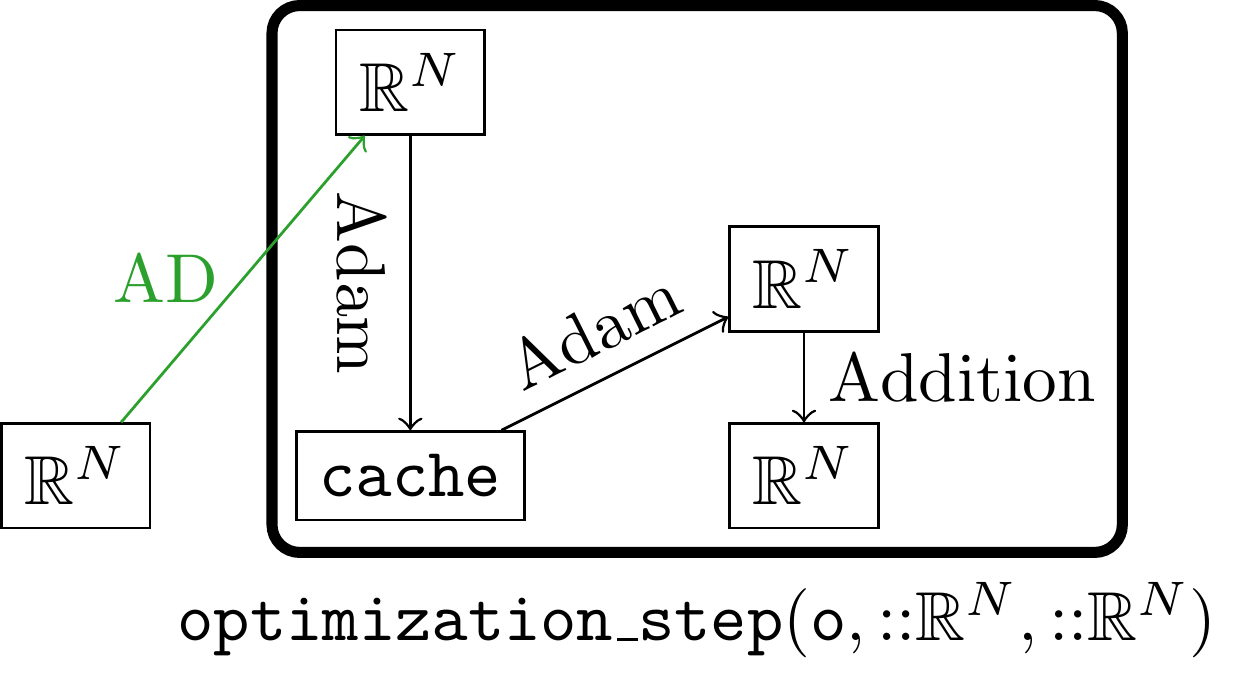 ℝ^N
AD
Adam
Adam
ℝ^N
Addition
ℝ^N
cache
ℝ^N
optimization_step(o, ::ℝ^N, ::ℝ^N)